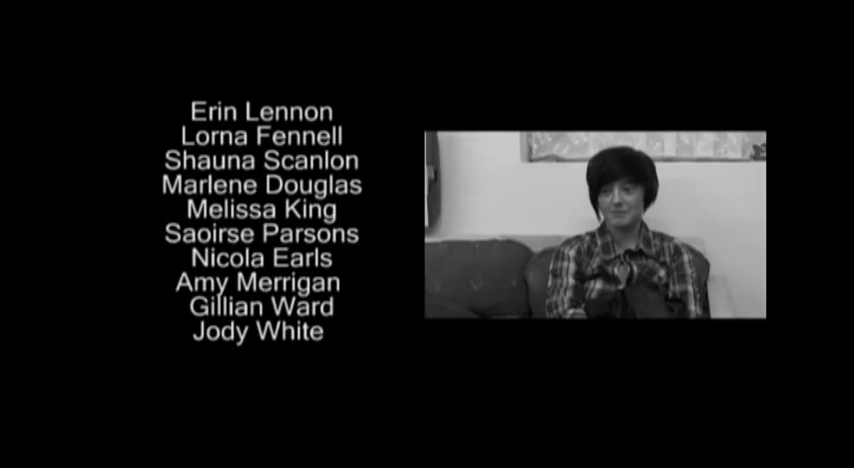 Erin Lennon
Lorna Fennell
Shauna Scanlon
Marlene Douglas
Melissa King
Saoirse Parsons
Nicola Earls
Amy Merrigan
Gillian Ward
Jody White